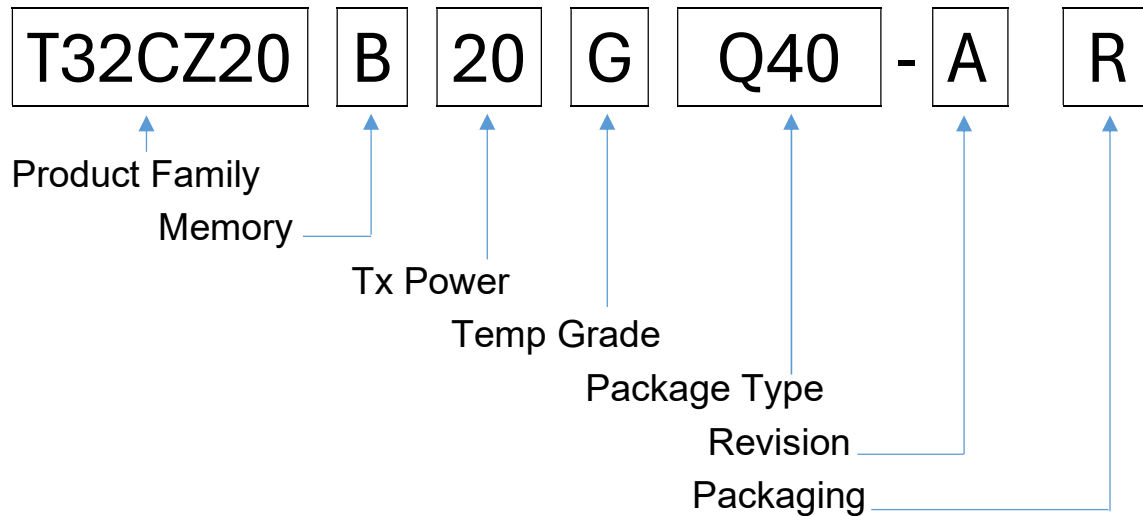 T32CZ20 B 20 G Q40 - A R
Product Family
Memory
Tx Power
Temp Grade
Package Type
Revision
Packaging